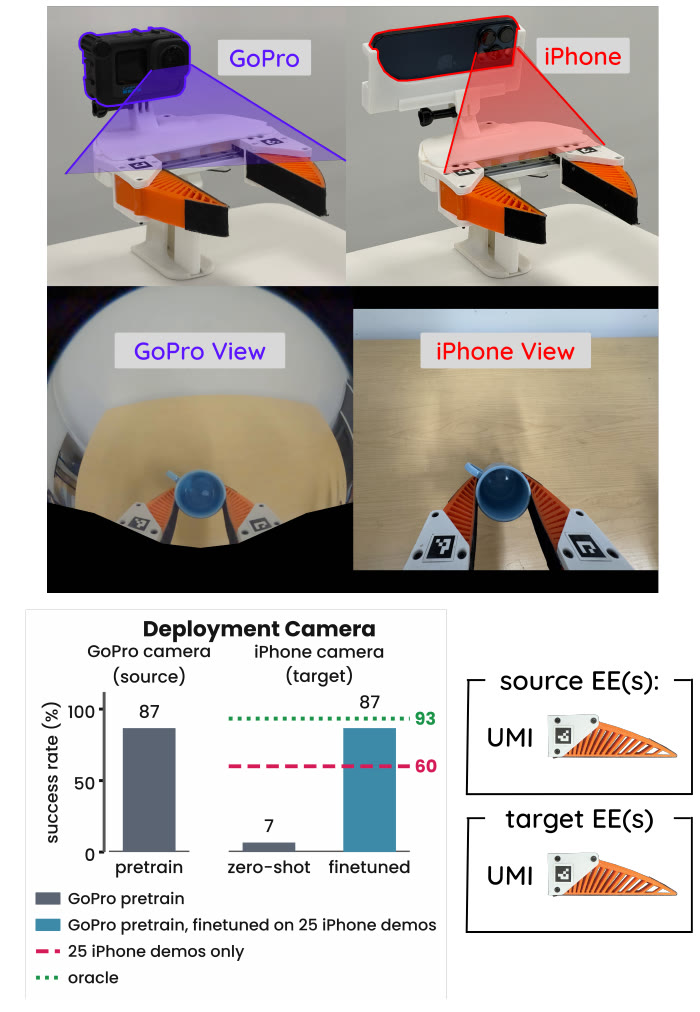 GoPro
iPhone
GoPro View
iPhone View
Deployment Camera
GoPro camera
(source)
iPhone camera
(target)
success rate (%)
100
50
0
87
7
87
93
60
pretrain
zero-shot
finetuned
GoPro pretrain
GoPro pretrain, finetuned on 25 iPhone demos
25 iPhone demos only
oracle
source EE(s):
UMI
target EE(s)
UMI